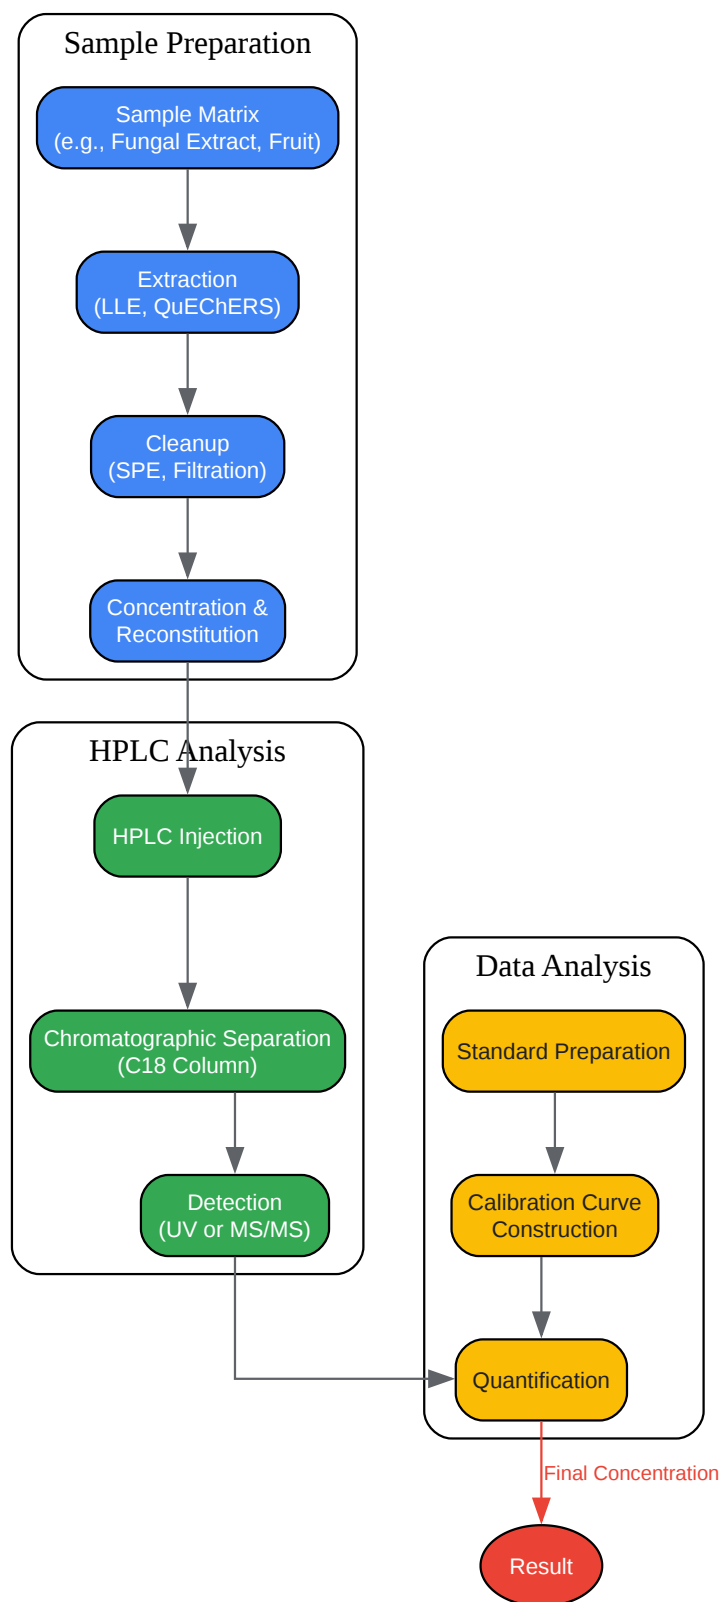 Sample Preparation
Sample Matrix
(e.g., Fungal Extract, Fruit)
Extraction
(LLE, QuEChERS)
Cleanup
(SPE, Filtration)
Concentration &
Reconstitution
HPLC Analysis
HPLC Injection
Chromatographic Separation
(C18 Column)
Detection
(UV or MS/MS)
Data Analysis
Standard Preparation
Calibration Curve
Construction
Quantification
Final Concentration
Result